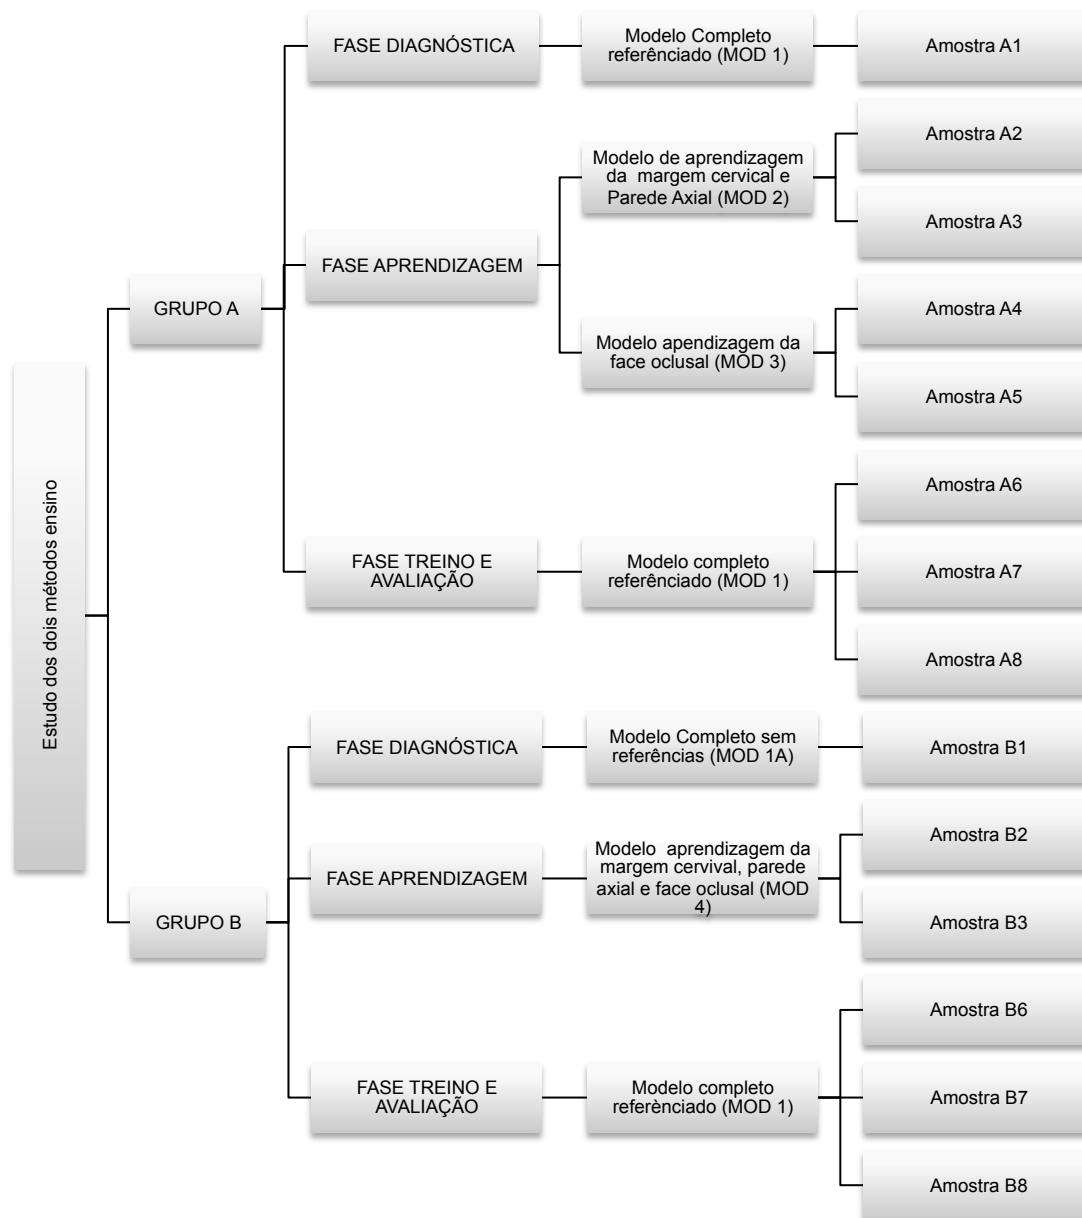 Estudo dos dois métodos ensino
GRUPO A
FASE DIAGNÓSTICA
Modelo Completo
referênciado (MOD 1)
Amostra A1
FASE APRENDIZAGEM
Modelo de aprendizagem
da  margem cervical e
Parede Axial (MOD 2)
Amostra A2
Amostra A3
Modelo apendizagem da
face oclusal (MOD 3)
Amostra A4
Amostra A5
FASE TREINO E
AVALIAÇÃO
Modelo completo
referênciado (MOD 1)
Amostra A6
Amostra A7
Amostra A8
GRUPO B
FASE DIAGNÓSTICA
Modelo Completo sem
referências (MOD 1A)
Amostra B1
FASE APRENDIZAGEM
Modelo  aprendizagem da
margem cervival, parede
axial e face oclusal (MOD
4)
Amostra B2
Amostra B3
FASE TREINO E
AVALIAÇÃO
Modelo completo
referènciado (MOD 1)
Amostra B6
Amostra B7
Amostra B8